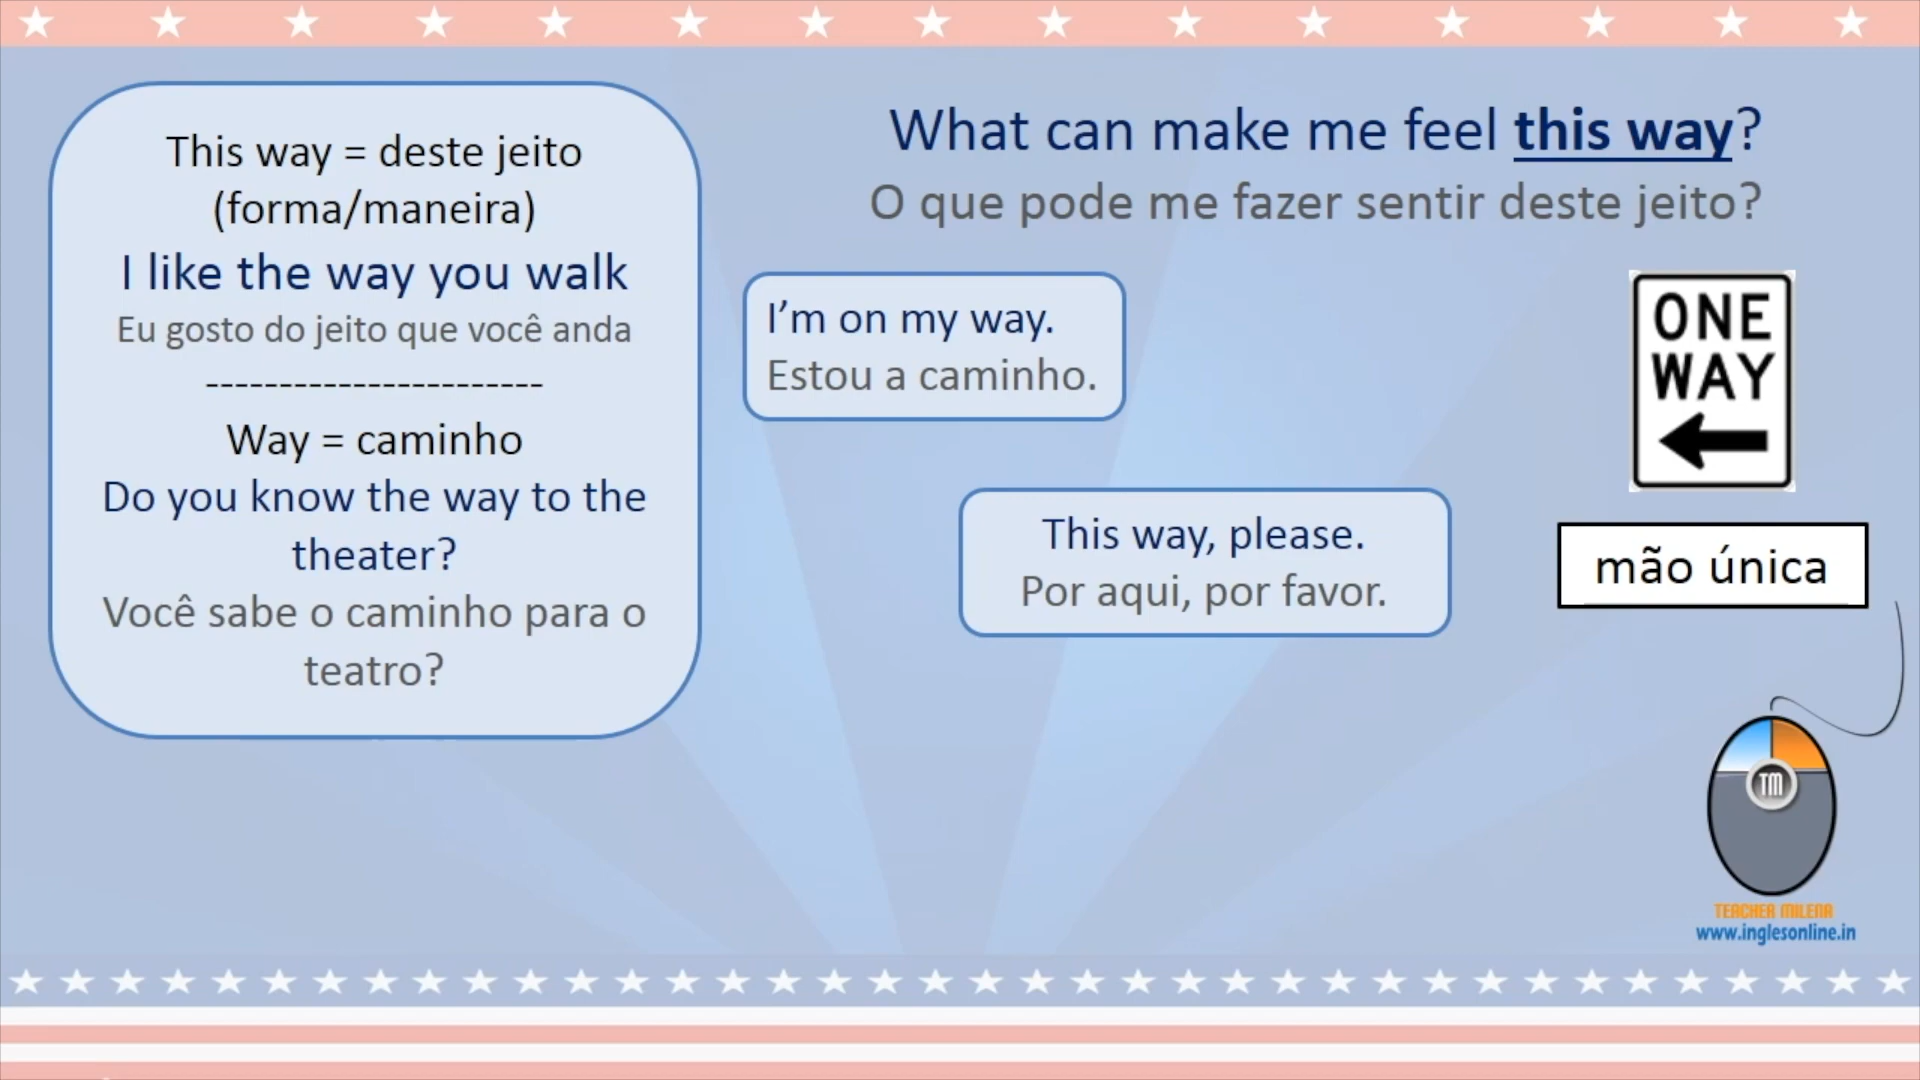 This way = deste jeito
(forma/maneira)
I like the way you walk
Eu gosto do jeito que você anda
-----------------------
Way = caminho
Do you know the way to the
theater?
Você sabe o caminho para o
teatro?
What can make me feel this way?
O que pode me fazer sentir deste jeito?
I'm on my way.
Estou a caminho.
This way, please.
Por aqui, por favor.
ONE
WAY
mão única
TM
TEACHER MILENA
www.inglesonline.in